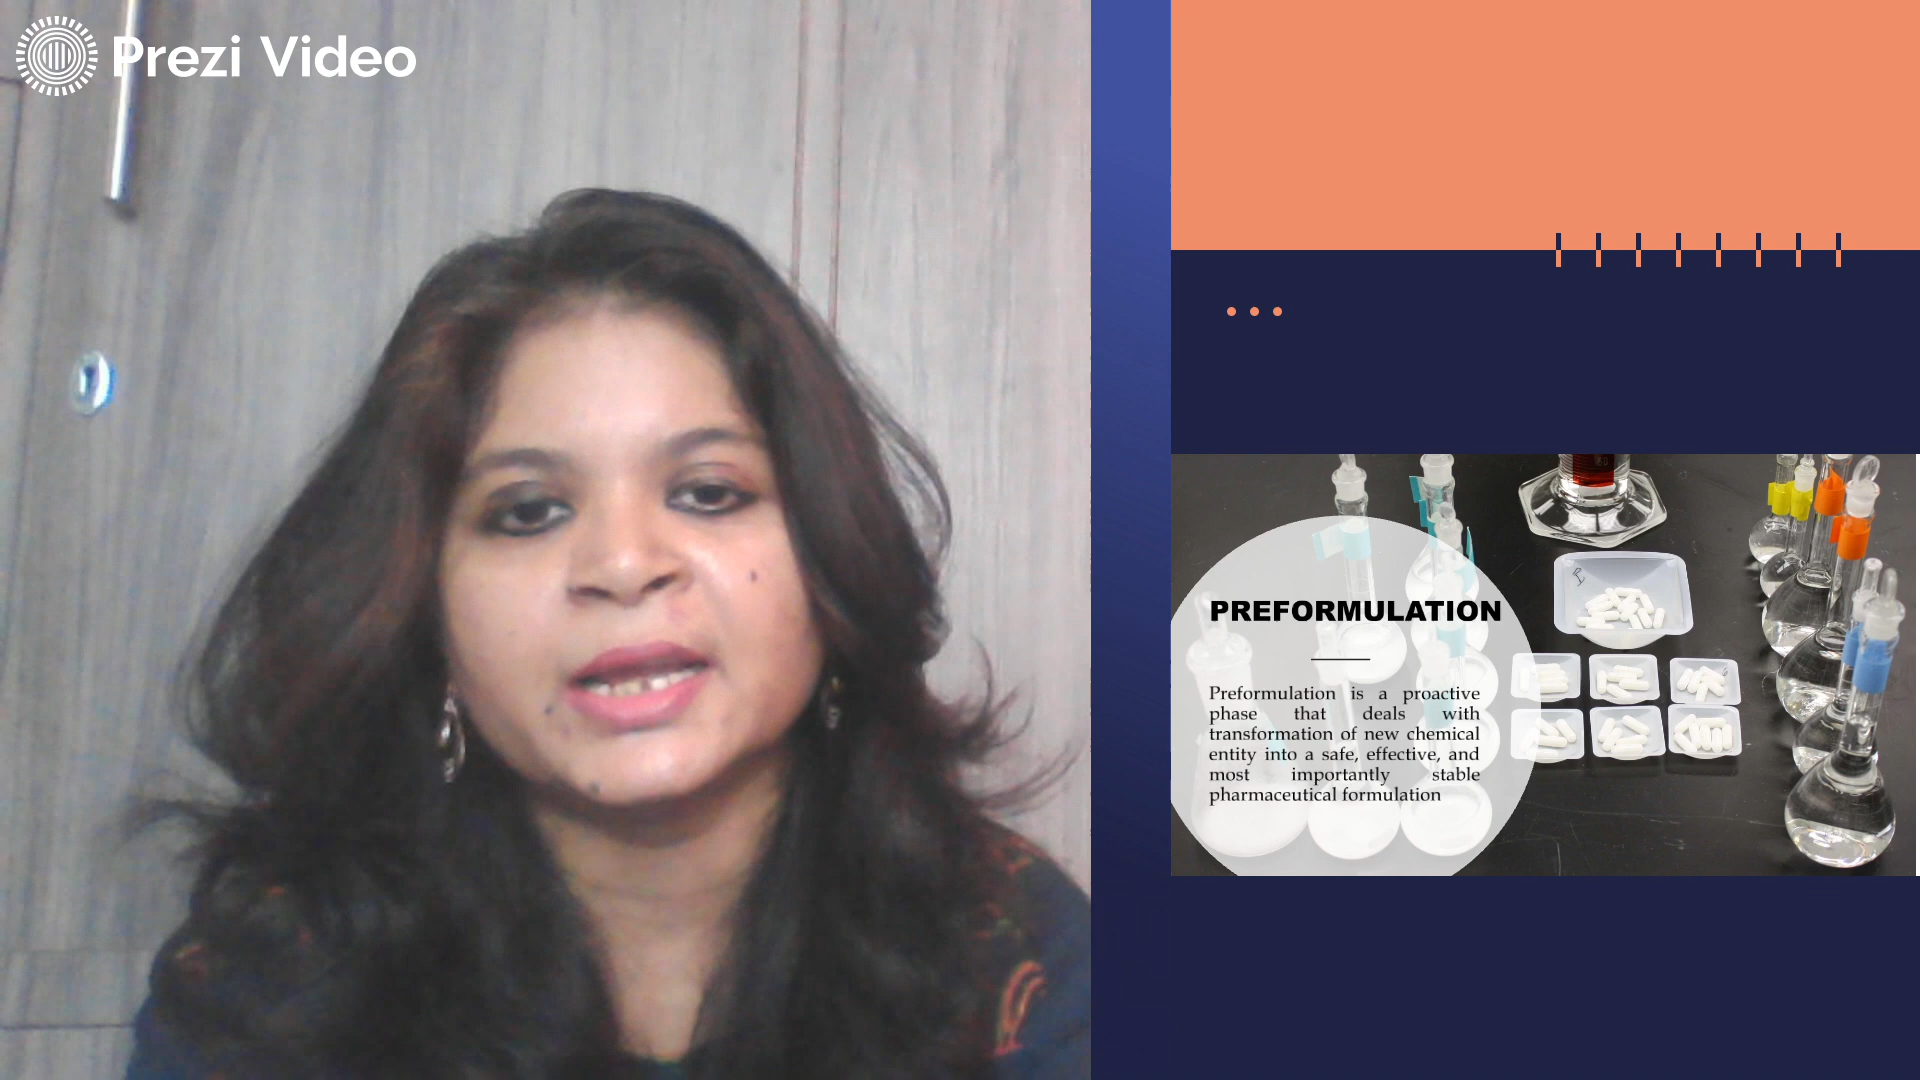 Prezi Video
PREFORMULATION
Preformulation is a proactive
phase that deals with
transformation of new chemical
entity into a safe, effective, and
most importantly stable
pharmaceutical formulation